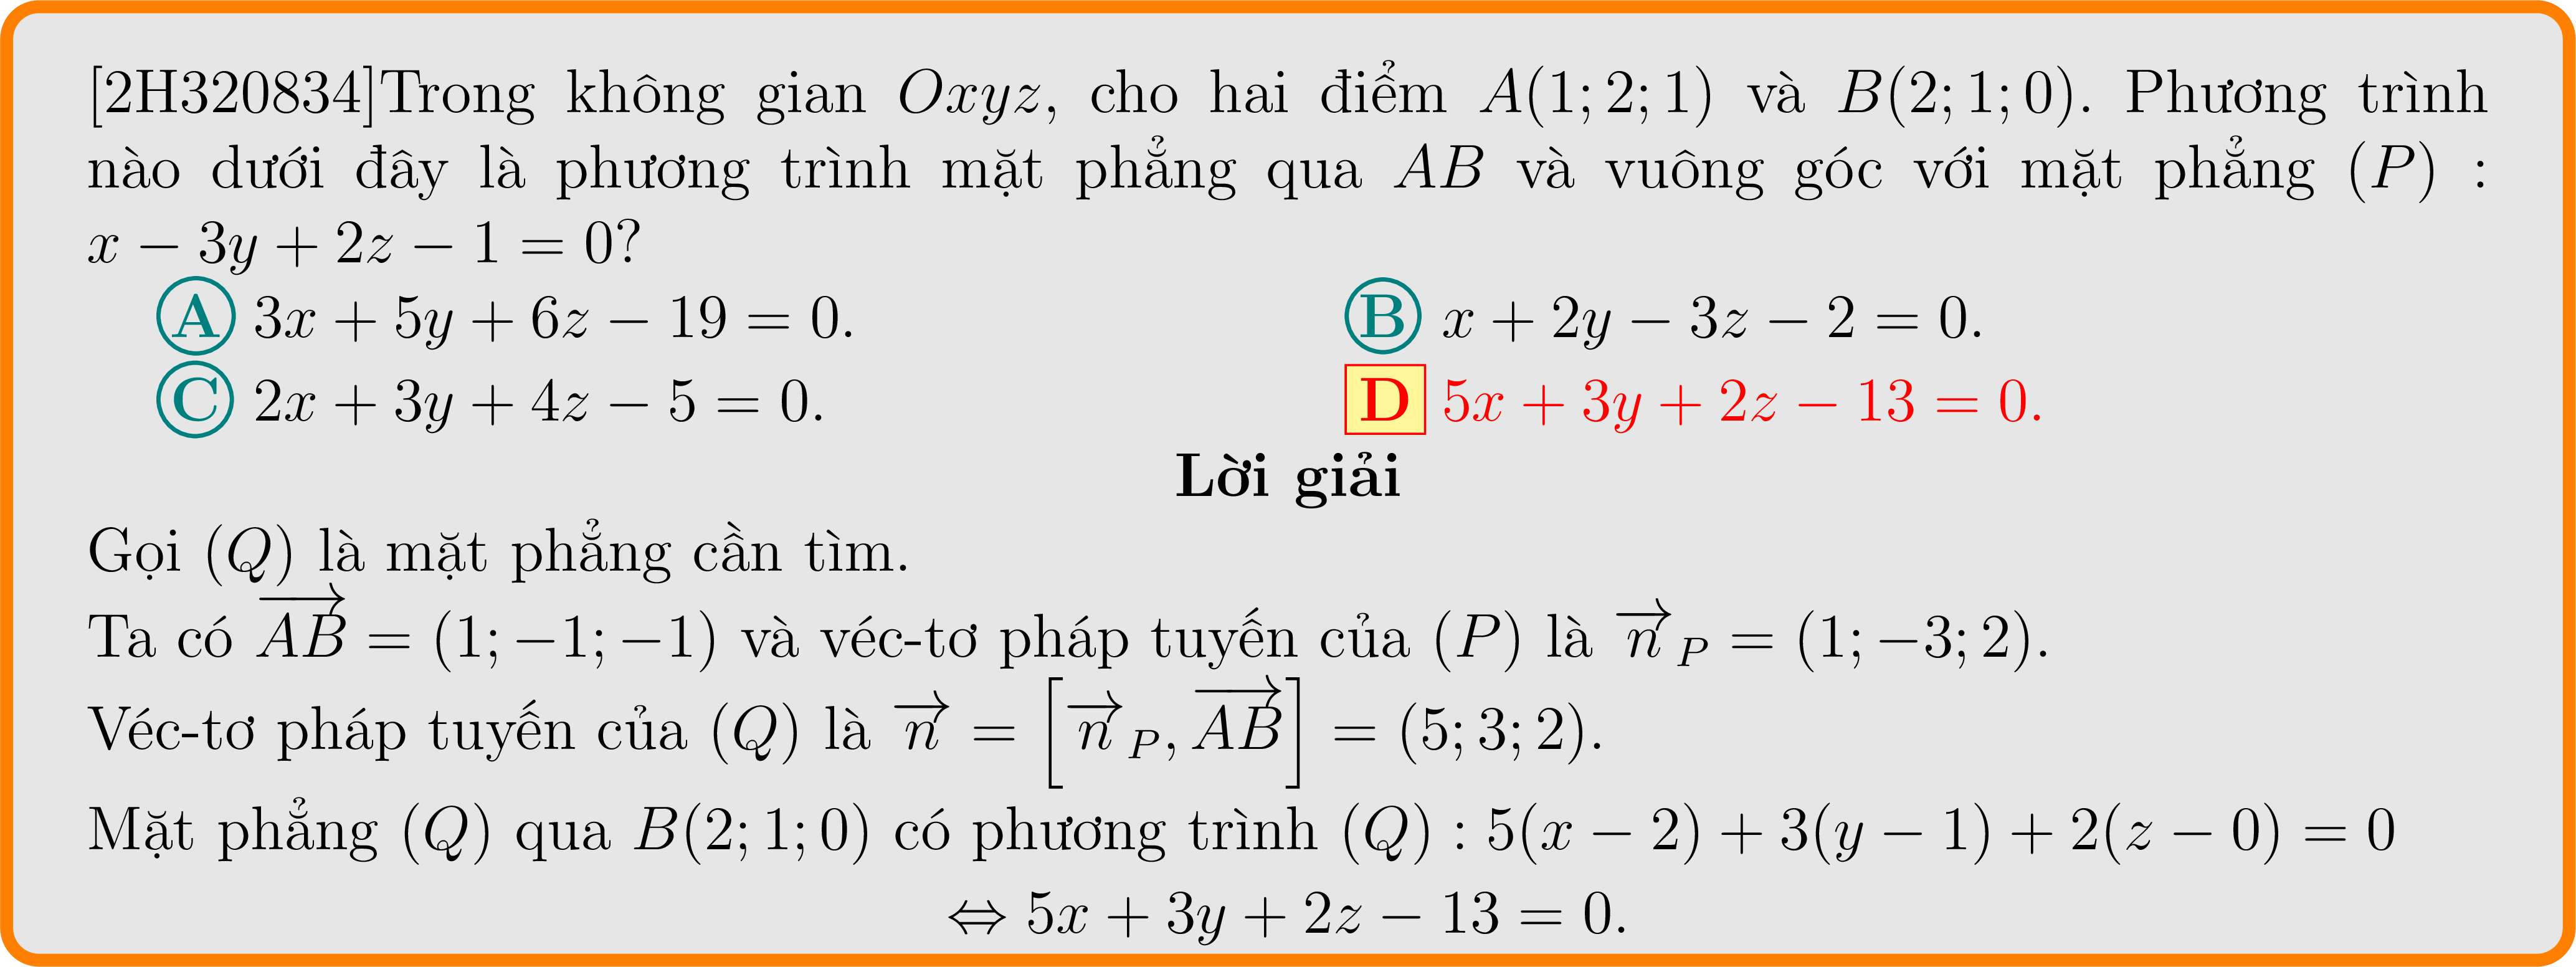 [2H320834]Trong không gian Oxyz, cho hai điểm A(1; 2; 1) và B(2; 1; 0). Phương trình
nào dưới đây là phương trình mặt phẳng qua AB và vuông góc với mặt phẳng (P) :
x − 3y + 2z − 1 = 0?
A 3x + 5y + 6z − 19 = 0. B x + 2y − 3z − 2 = 0.
C 2x + 3y + 4z − 5 = 0. D 5x + 3y + 2z − 13 = 0.
Lời giải
Gọi (Q) là mặt phẳng cần tìm.
Ta có $\overrightarrow{AB}$ = (1; −1; −1) và véc-tơ pháp tuyến của (P) là $\overrightarrow{n}_P$ = (1; −3; 2).
Véc-tơ pháp tuyến của (Q) là $\overrightarrow{n}$ = $\left[\overrightarrow{n}_P, \overrightarrow{AB}\right]$ = (5; 3; 2).
Mặt phẳng (Q) qua B(2; 1; 0) có phương trình (Q) : 5(x − 2) + 3(y − 1) + 2(z − 0) = 0
⇔ 5x + 3y + 2z − 13 = 0.